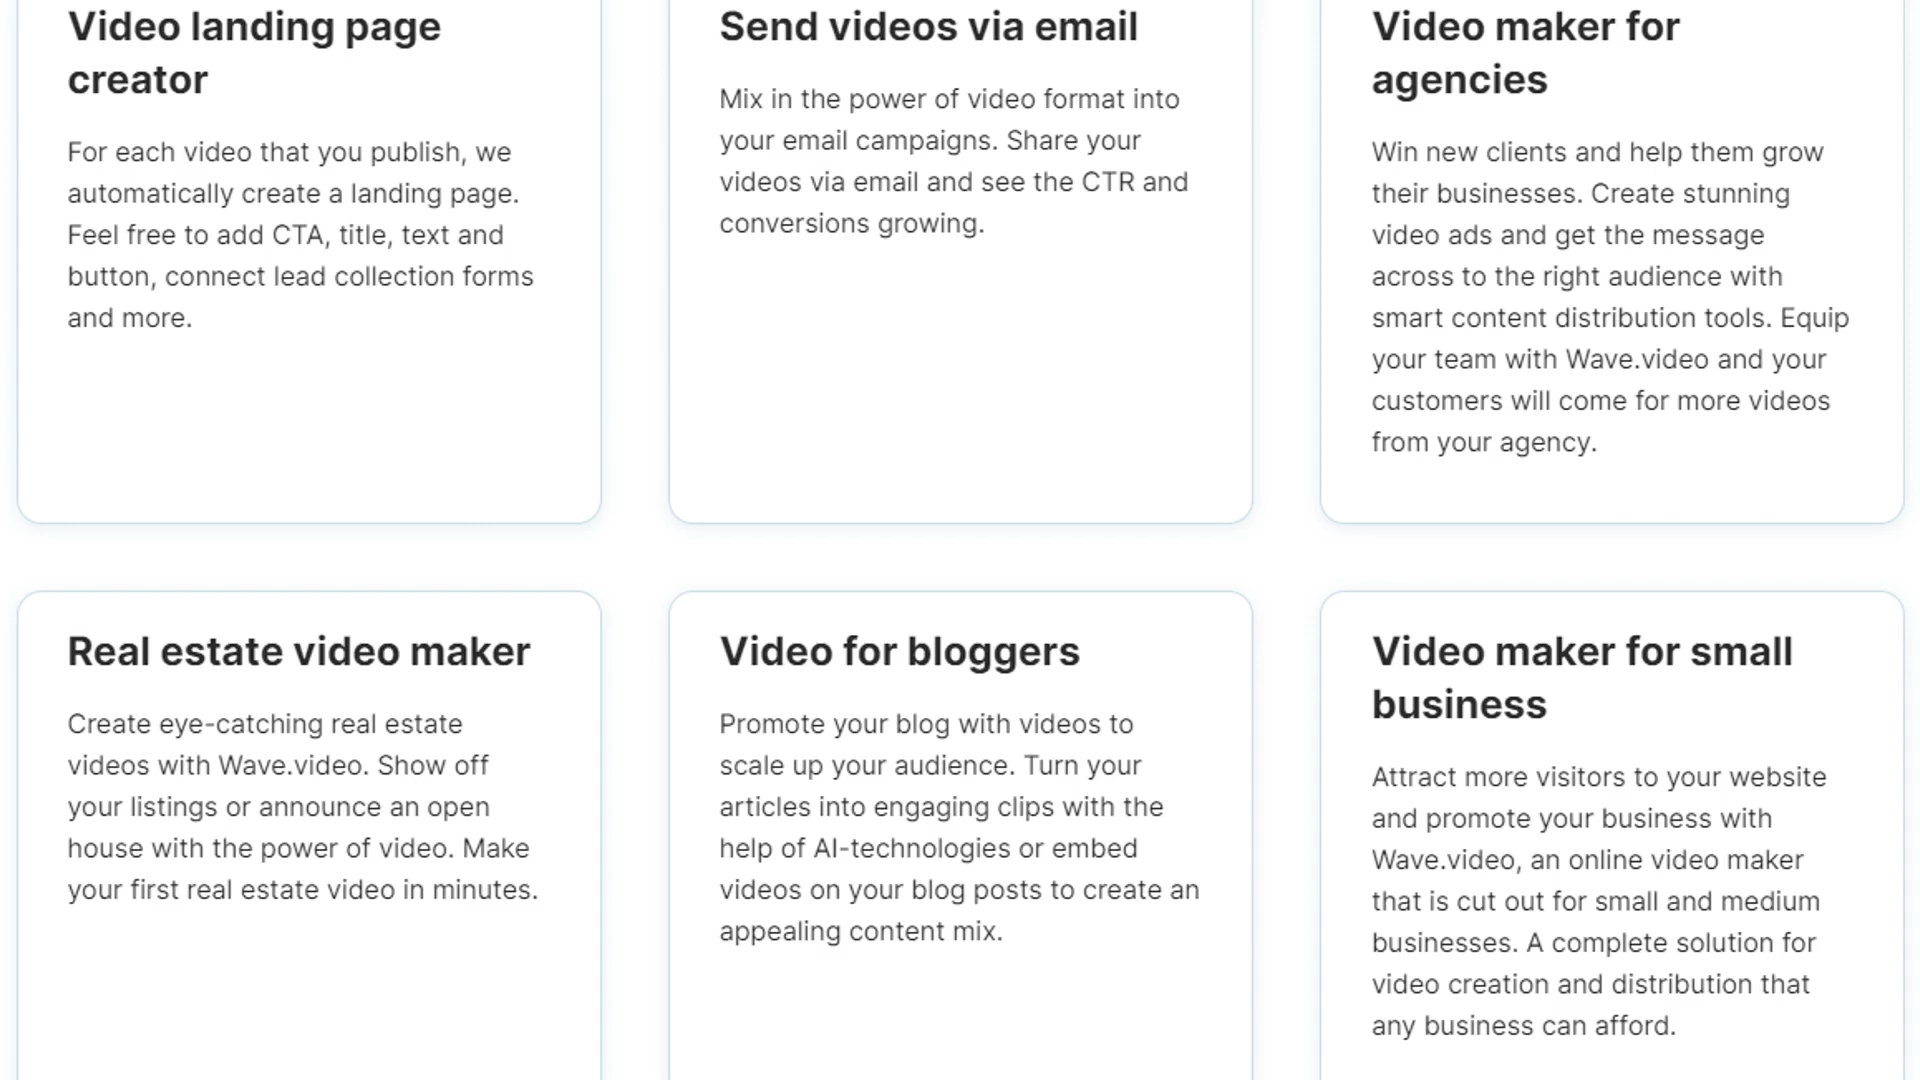 Video landing page
creator
For each video that you publish, we
automatically create a landing page.
Feel free to add CTA, title, text and
button, connect lead collection forms
and more.
Send videos via email
Mix in the power of video format into
your email campaigns. Share your
videos via email and see the CTR and
conversions growing.
Video maker for
agencies
Win new clients and help them grow
their businesses. Create stunning
video ads and get the message
across to the right audience with
smart content distribution tools. Equip
your team with Wave.video and your
customers will come for more videos
from your agency.
Real estate video maker
Create eye-catching real estate
videos with Wave.video. Show off
your listings or announce an open
house with the power of video. Make
your first real estate video in minutes.
Video for bloggers
Promote your blog with videos to
scale up your audience. Turn your
articles into engaging clips with the
help of AI-technologies or embed
videos on your blog posts to create an
appealing content mix.
Video maker for small
business
Attract more visitors to your website
and promote your business with
Wave.video, an online video maker
that is cut out for small and medium
businesses. A complete solution for
video creation and distribution that
any business can afford.